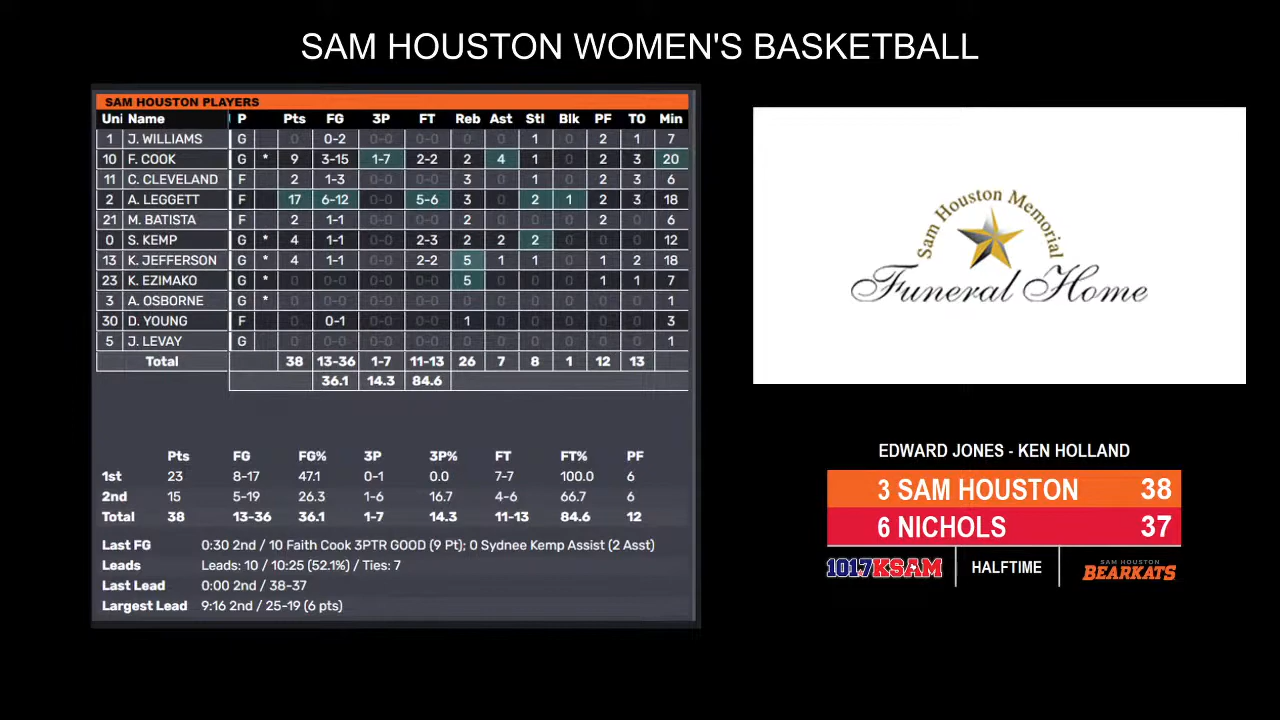 SAM HOUSTON WOMEN'S BASKETBALL
SAM HOUSTON PLAYERS
Uni Name P Pts FG 3P FT Reb Ast Stl Blk PF TO Min
1 J. WILLIAMS G 0 0-2 0-0 0-0 0 0 1 0 2 1 7
10 F. COOK G * 9 3-15 1-7 2-2 2 4 1 0 2 3 20
11 C. CLEVELAND F 2 1-3 0-0 0-0 3 0 1 0 2 3 6
2 A. LEGGETT F 17 6-12 0-0 5-6 3 0 2 1 2 3 18
21 M. BATISTA F 2 1-1 0-0 0-0 2 0 0 0 2 0 6
0 S. KEMP G * 4 1-1 0-0 2-3 2 2 2 0 0 0 12
13 K. JEFFERSON G * 4 1-1 0-0 2-2 5 1 1 0 1 2 18
23 K. EZIMAKO G * 0 0-0 0-0 0-0 5 0 0 0 1 1 7
3 A. OSBORNE G * 0 0-0 0-0 0-0 0 0 0 0 0 0 1
30 D. YOUNG F 0 0-1 0-0 0-0 1 0 0 0 0 0 3
5 J. LEVAY G 0 0-0 0-0 0-0 0 0 0 0 0 0 1
Total 38 13-36 1-7 11-13 26 7 8 1 12 13
36.1 14.3 84.6
Pts FG FG% 3P 3P% FT FT% PF
1st 23 8-17 47.1 0-1 0.0 7-7 100.0 6
2nd 15 5-19 26.3 1-6 16.7 4-6 66.7 6
Total 38 13-36 36.1 1-7 14.3 11-13 84.6 12
Last FG 0:30 2nd / 10 Faith Cook 3PTR GOOD (9 Pt); 0 Sydnee Kemp Assist (2 Asst)
Leads Leads: 10 / 10:25 (52.1%) / Ties: 7
Last Lead 0:00 2nd / 38-37
Largest Lead 9:16 2nd / 25-19 (6 pts)
Sam Houston Memorial
Funeral Home
EDWARD JONES - KEN HOLLAND
3 SAM HOUSTON 38
6 NICHOLS 37
101.7 KSAM HALFTIME SAM HOUSTON
BEARKATS